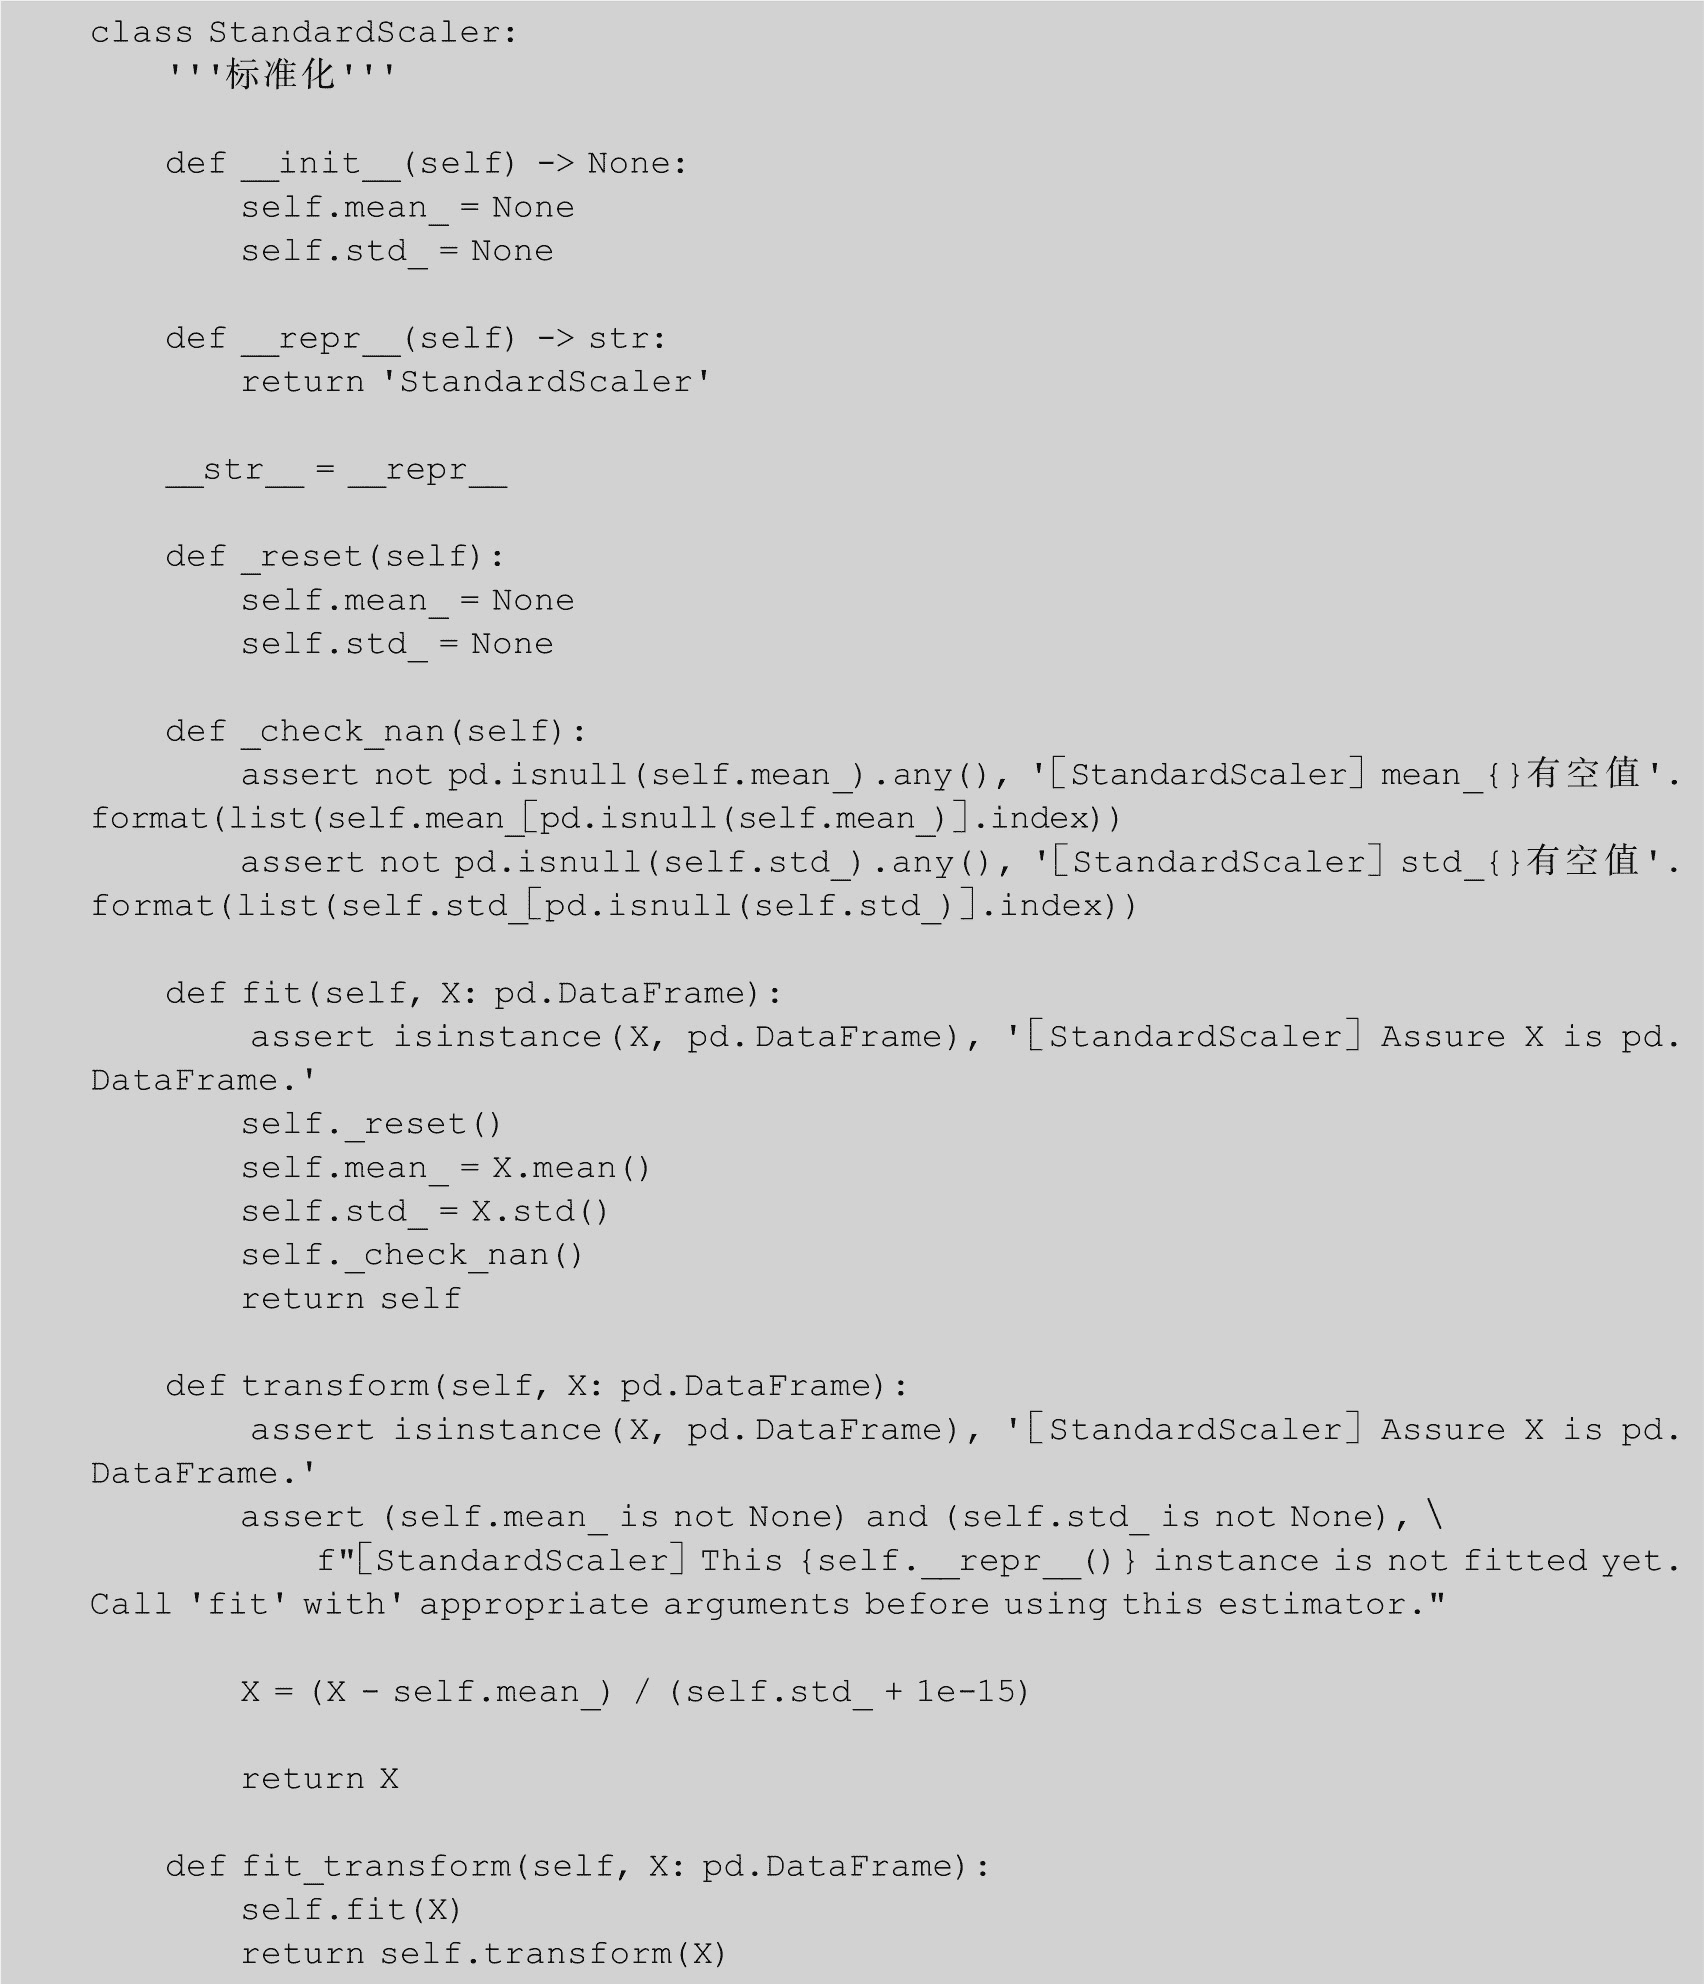 class StandardScaler:
    '''标准化'''

    def __init__(self) -> None:
        self.mean_ = None
        self.std_ = None

    def __repr__(self) -> str:
        return 'StandardScaler'

    __str__ = __repr__

    def _reset(self):
        self.mean_ = None
        self.std_ = None

    def _check_nan(self):
        assert not pd.isnull(self.mean_).any(), '[StandardScaler] mean_{}有空值'.
format(list(self.mean_[pd.isnull(self.mean_)].index))
        assert not pd.isnull(self.std_).any(), '[StandardScaler] std_{}有空值'.
format(list(self.std_[pd.isnull(self.std_)].index))

    def fit(self, X: pd.DataFrame):
        assert isinstance(X, pd.DataFrame), '[StandardScaler] Assure X is pd.
DataFrame.'
        self._reset()
        self.mean_ = X.mean()
        self.std_ = X.std()
        self._check_nan()
        return self

    def transform(self, X: pd.DataFrame):
        assert isinstance(X, pd.DataFrame), '[StandardScaler] Assure X is pd.
DataFrame.'
        assert (self.mean_ is not None) and (self.std_ is not None), \
            f"[StandardScaler] This {self.__repr__()} instance is not fitted yet.
Call 'fit' with' appropriate arguments before using this estimator."

        X = (X - self.mean_) / (self.std_ + 1e-15)

        return X

    def fit_transform(self, X: pd.DataFrame):
        self.fit(X)
        return self.transform(X)